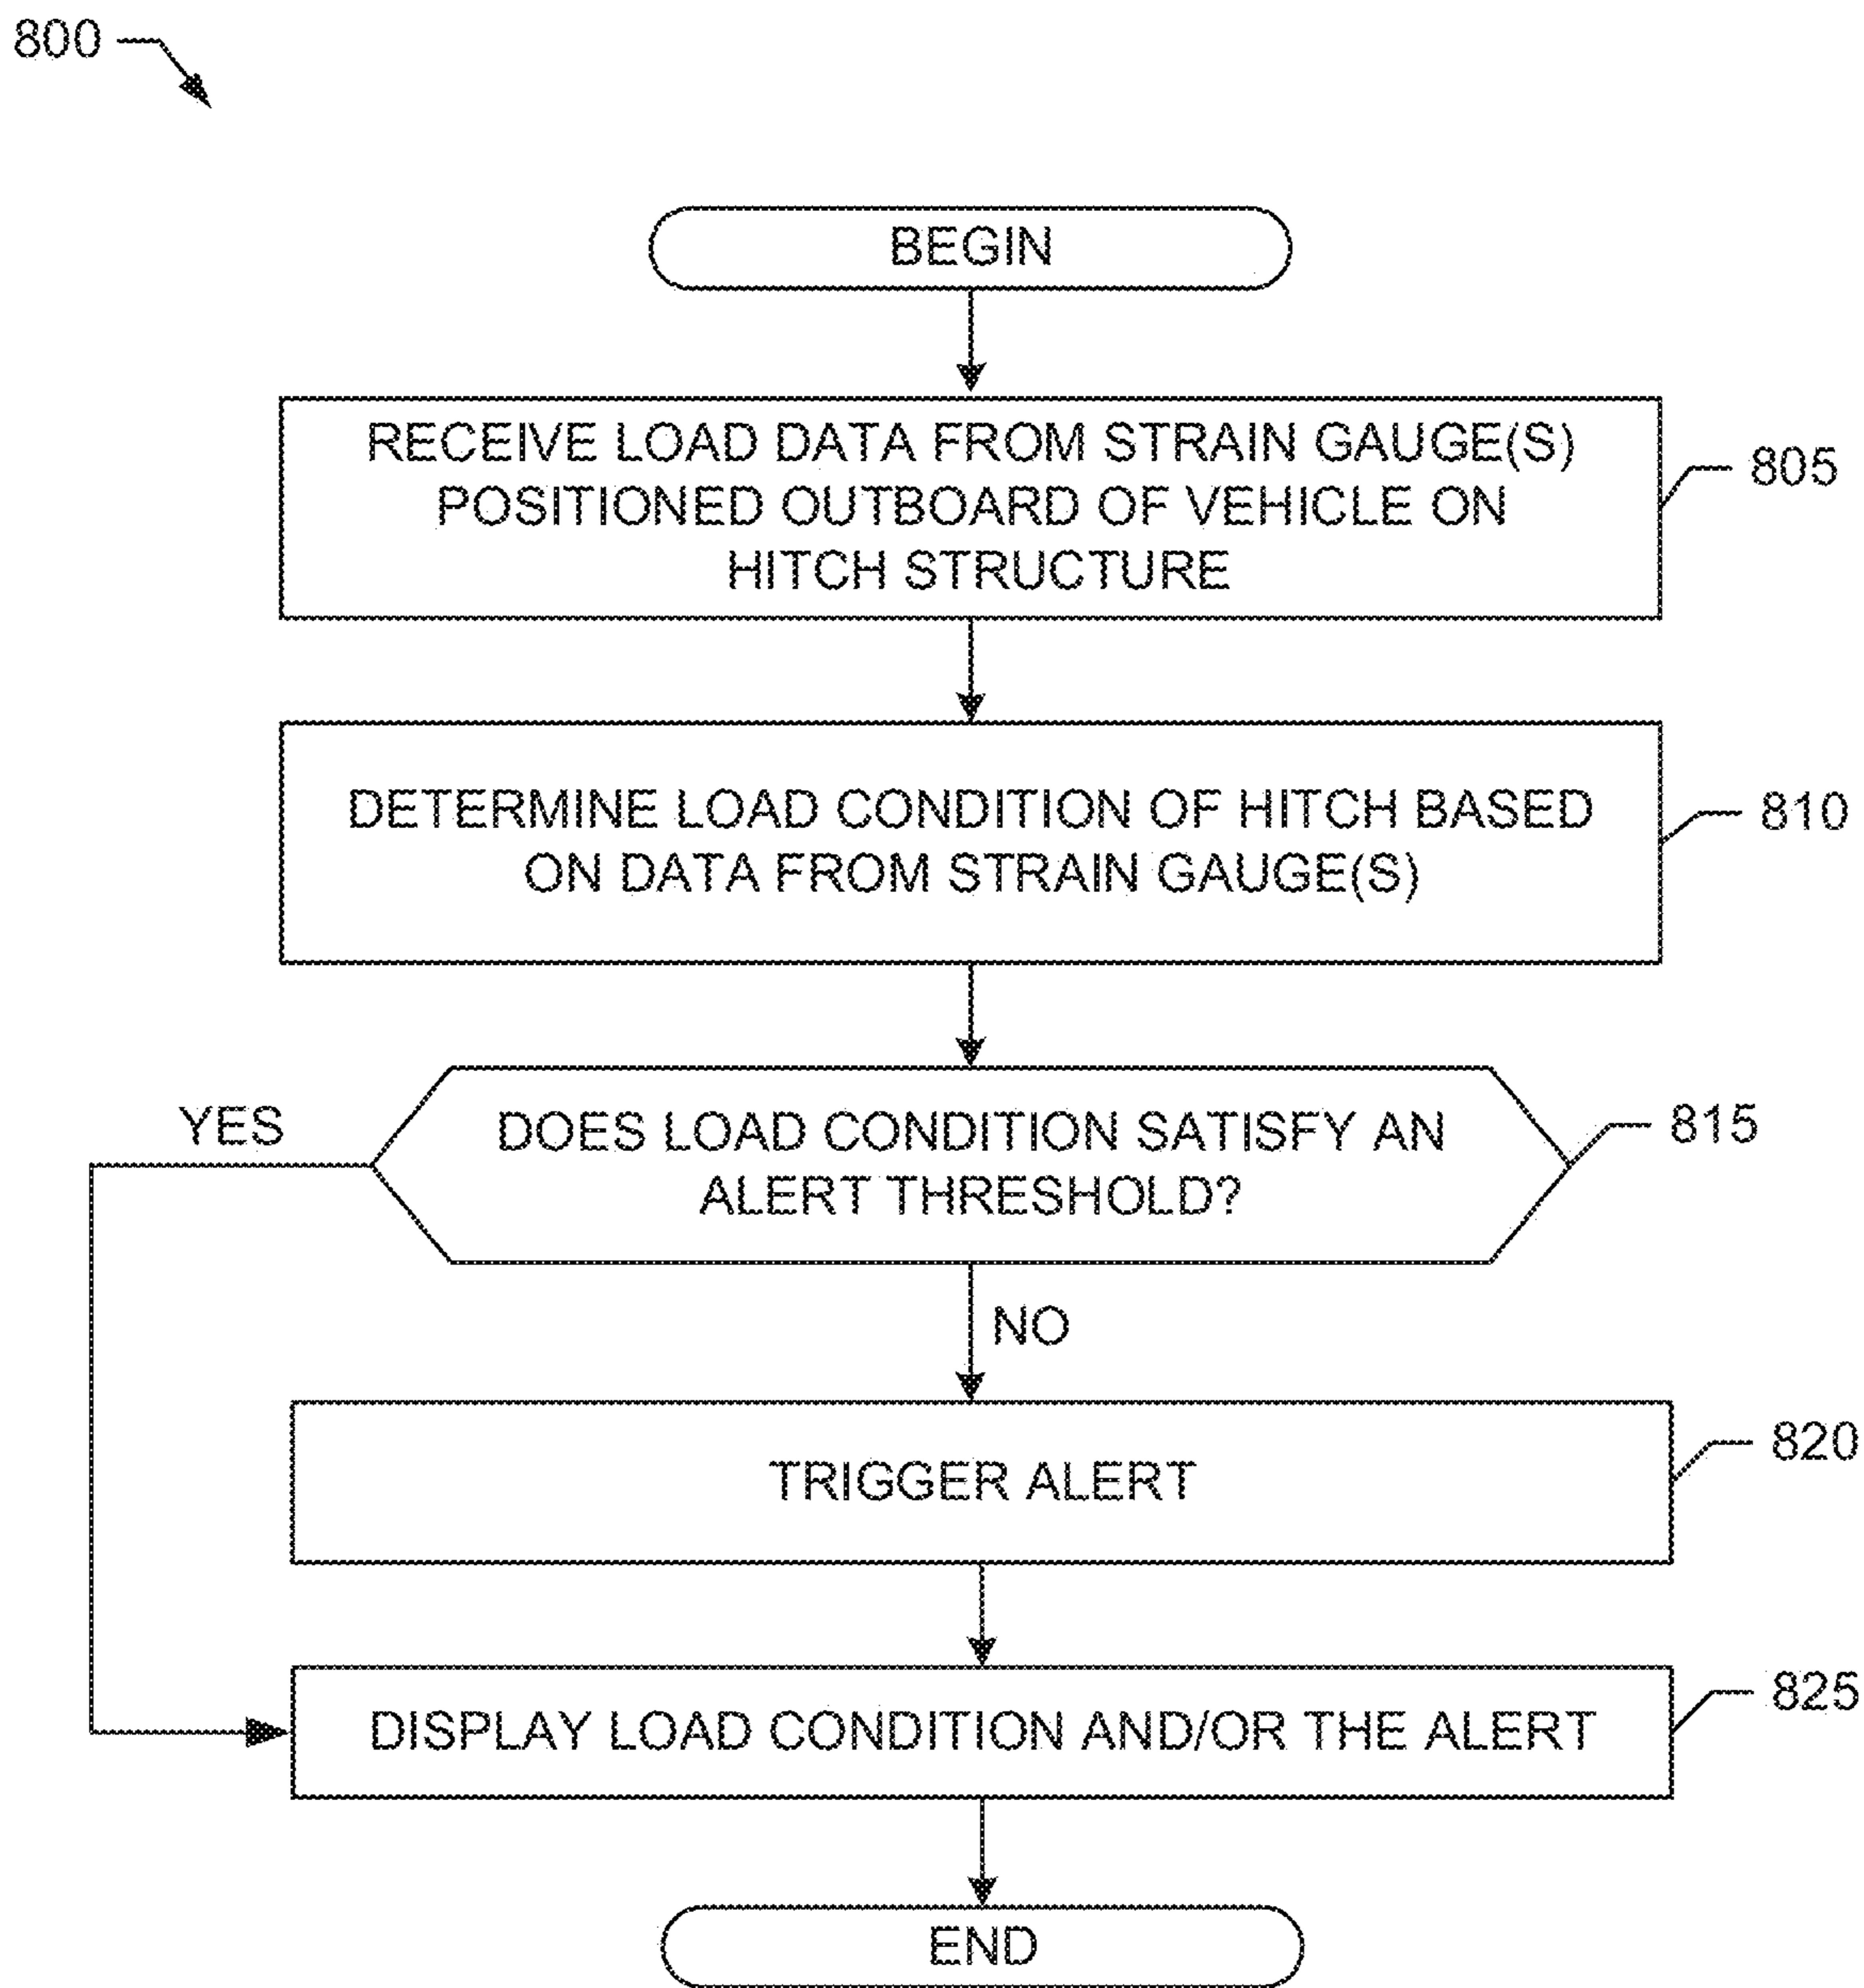 800
BEGIN
RECEIVE LOAD DATA FROM STRAIN GAUGE(S)
POSITIONED OUTBOARD OF VEHICLE ON
HITCH STRUCTURE
805
DETERMINE LOAD CONDITION OF HITCH BASED
ON DATA FROM STRAIN GAUGE(S)
810
YES
DOES LOAD CONDITION SATISFY AN
ALERT THRESHOLD?
815
NO
TRIGGER ALERT
820
DISPLAY LOAD CONDITION AND/OR THE ALERT
825
END